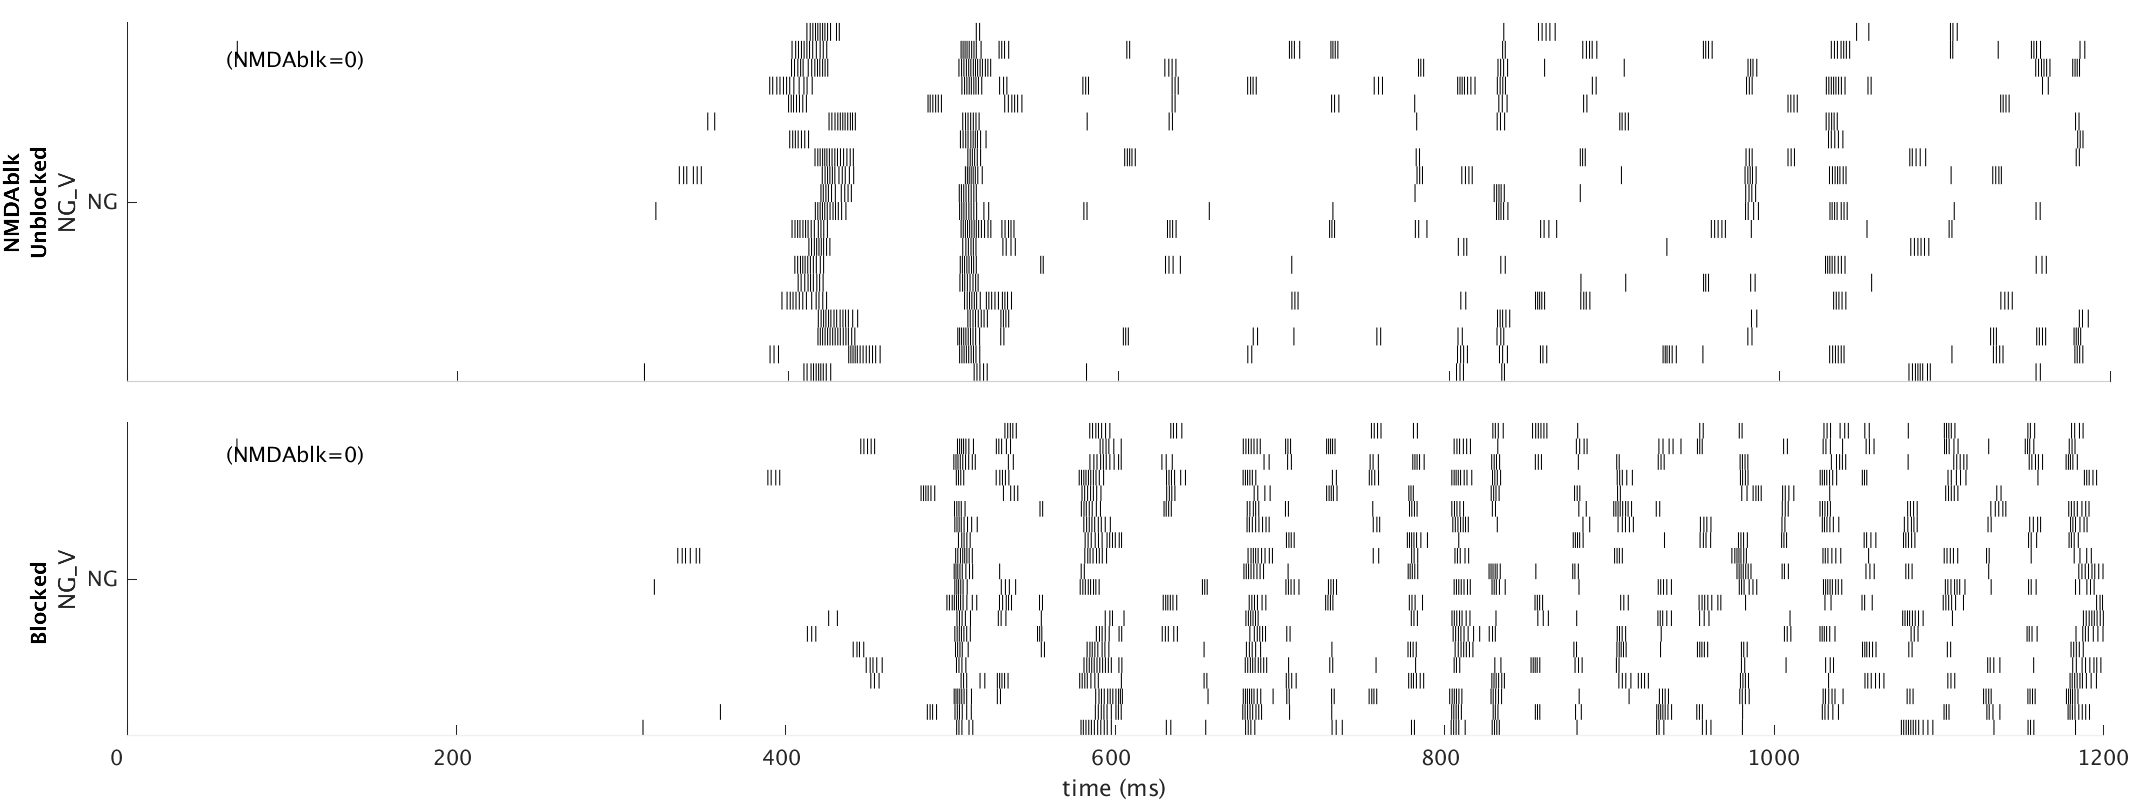 (NMDAblk=0)
NMDAblk
Unblocked
NG_V
NG
(NMDAblk=0)
Blocked
NG_V
NG
0 200 400 600 800 1000 1200
time (ms)